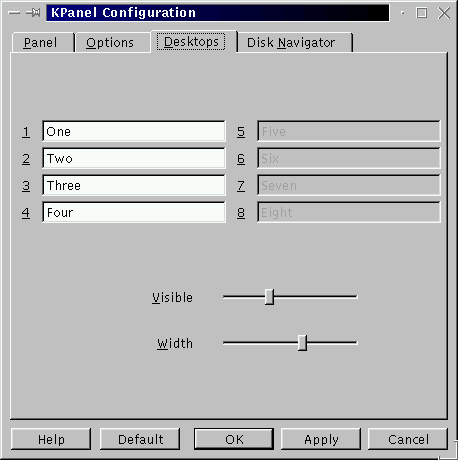 KPanel Configuration
Panel Options Desktops Disk Navigator
1 One 5 Five
2 Two 6 Six
3 Three 7 Seven
4 Four 8 Eight
Visible
Width
Help Default OK Apply Cancel